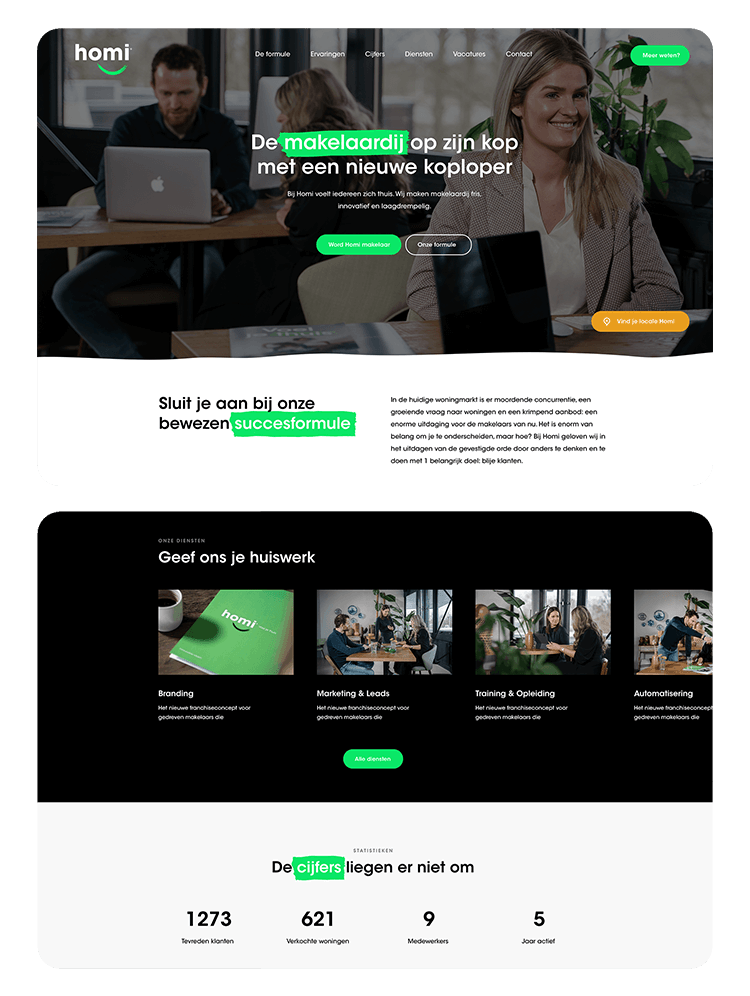 homi
De formule Ervaringen Cijfers Diensten Vacatures Contact
Meer weten?
De makelaardij op zijn kop
met een nieuwe koploper
Bij Homi voelt iedereen zich thuis. Wij maken makelaardij fris,
innovatief en laagdrempelig.
Word Homi makelaar
Onze formule
Vind je locale Homi
Sluit je aan bij onze
bewezen succesformule
In de huidige woningmarkt is er moordende concurrentie, een
groeiende vraag naar woningen en een krimpend aanbod: een
enorme uitdaging voor de makelaars van nu. Het is enorm van
belang om je te onderscheiden, maar hoe? Bij Homi geloven wij in
het uitdagen van de gevestigde orde door anders te denken en te
doen met 1 belangrijk doel: blije klanten.
ONZE DIENSTEN
Geef ons je huiswerk
homi
Branding
Het nieuwe franchiseconcept voor
gedreven makelaars die
Marketing & Leads
Het nieuwe franchiseconcept voor
gedreven makelaars die
Training & Opleiding
Het nieuwe franchiseconcept voor
gedreven makelaars die
Automatisering
Het nieuwe franchiseconcept
gedreven makelaars die
Alle diensten
STATISTIEKEN
De cijfers liegen er niet om
1273
Tevreden klanten
621
Verkochte woningen
9
Medewerkers
5
Jaar actief